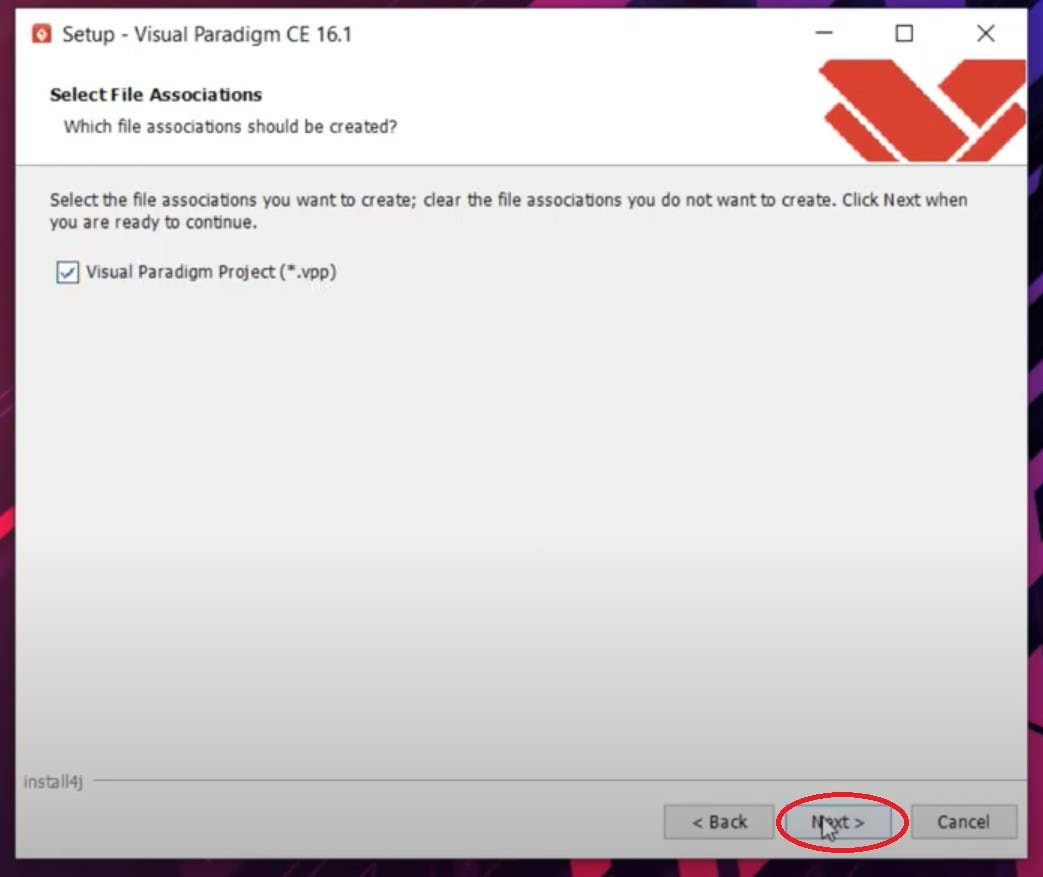 Setup - Visual Paradigm CE 16.1
Select File Associations
Which file associations should be created?
Select the file associations you want to create; clear the file associations you do not want to create. Click Next when
you are ready to continue.
Visual Paradigm Project (*.vpp)
install4j
< Back
Next >
Cancel